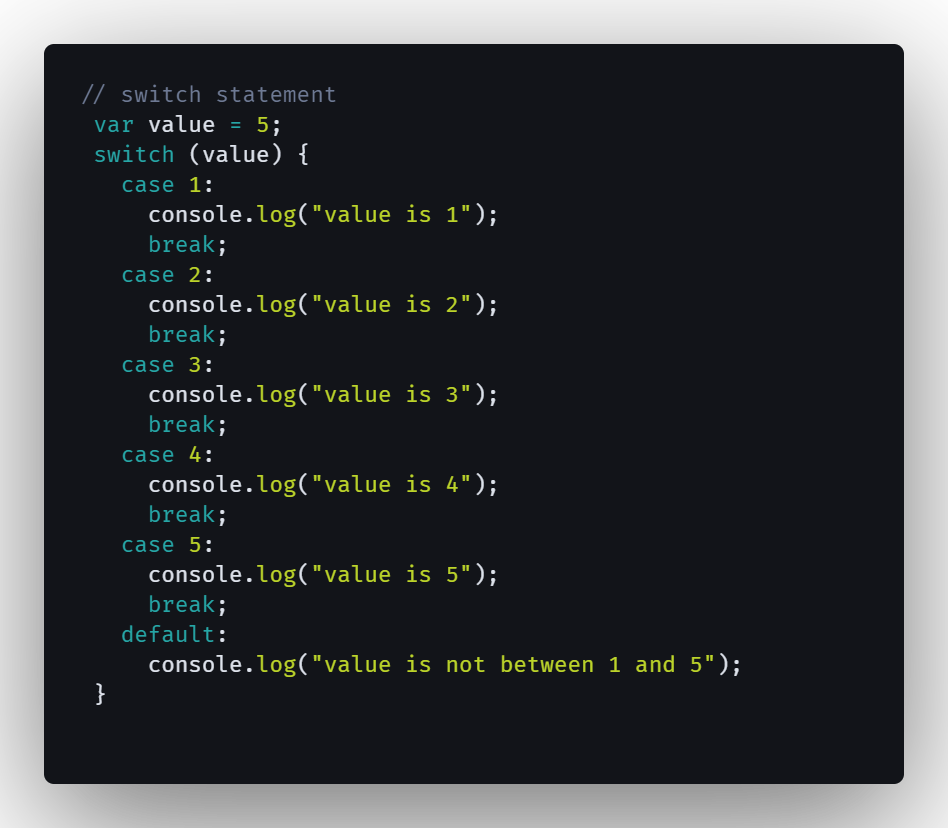 // switch statement
var value = 5;
switch (value) {
case 1:
console.log("value is 1");
break;
case 2:
console.log("value is 2");
break;
case 3:
console.log("value is 3");
break;
case 4:
console.log("value is 4");
break;
case 5:
console.log("value is 5");
break;
default:
console.log("value is not between 1 and 5");
}